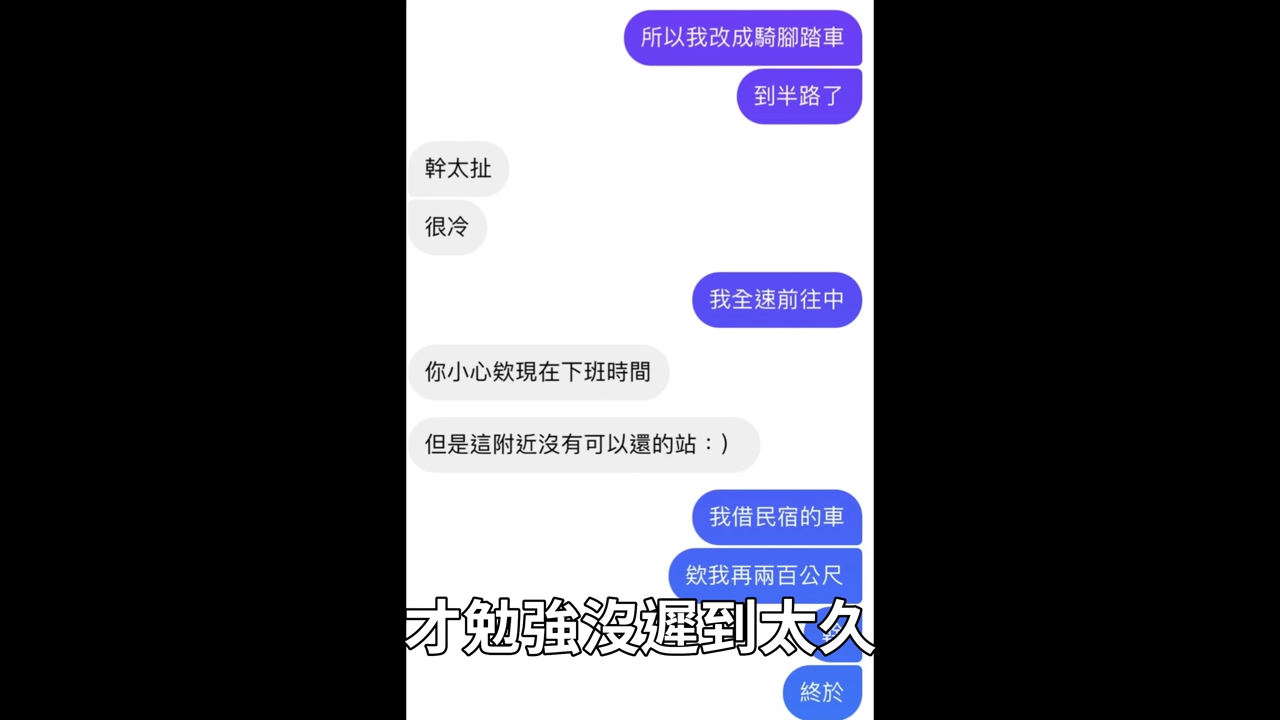 所以我改成騎腳踏車
到半路了
幹太扯
很冷
我全速前往中
你小心欸現在下班時間
但是這附近沒有可以還的站：）
我借民宿的車
欸我再兩百公尺
才勉強沒遲到太久
終於